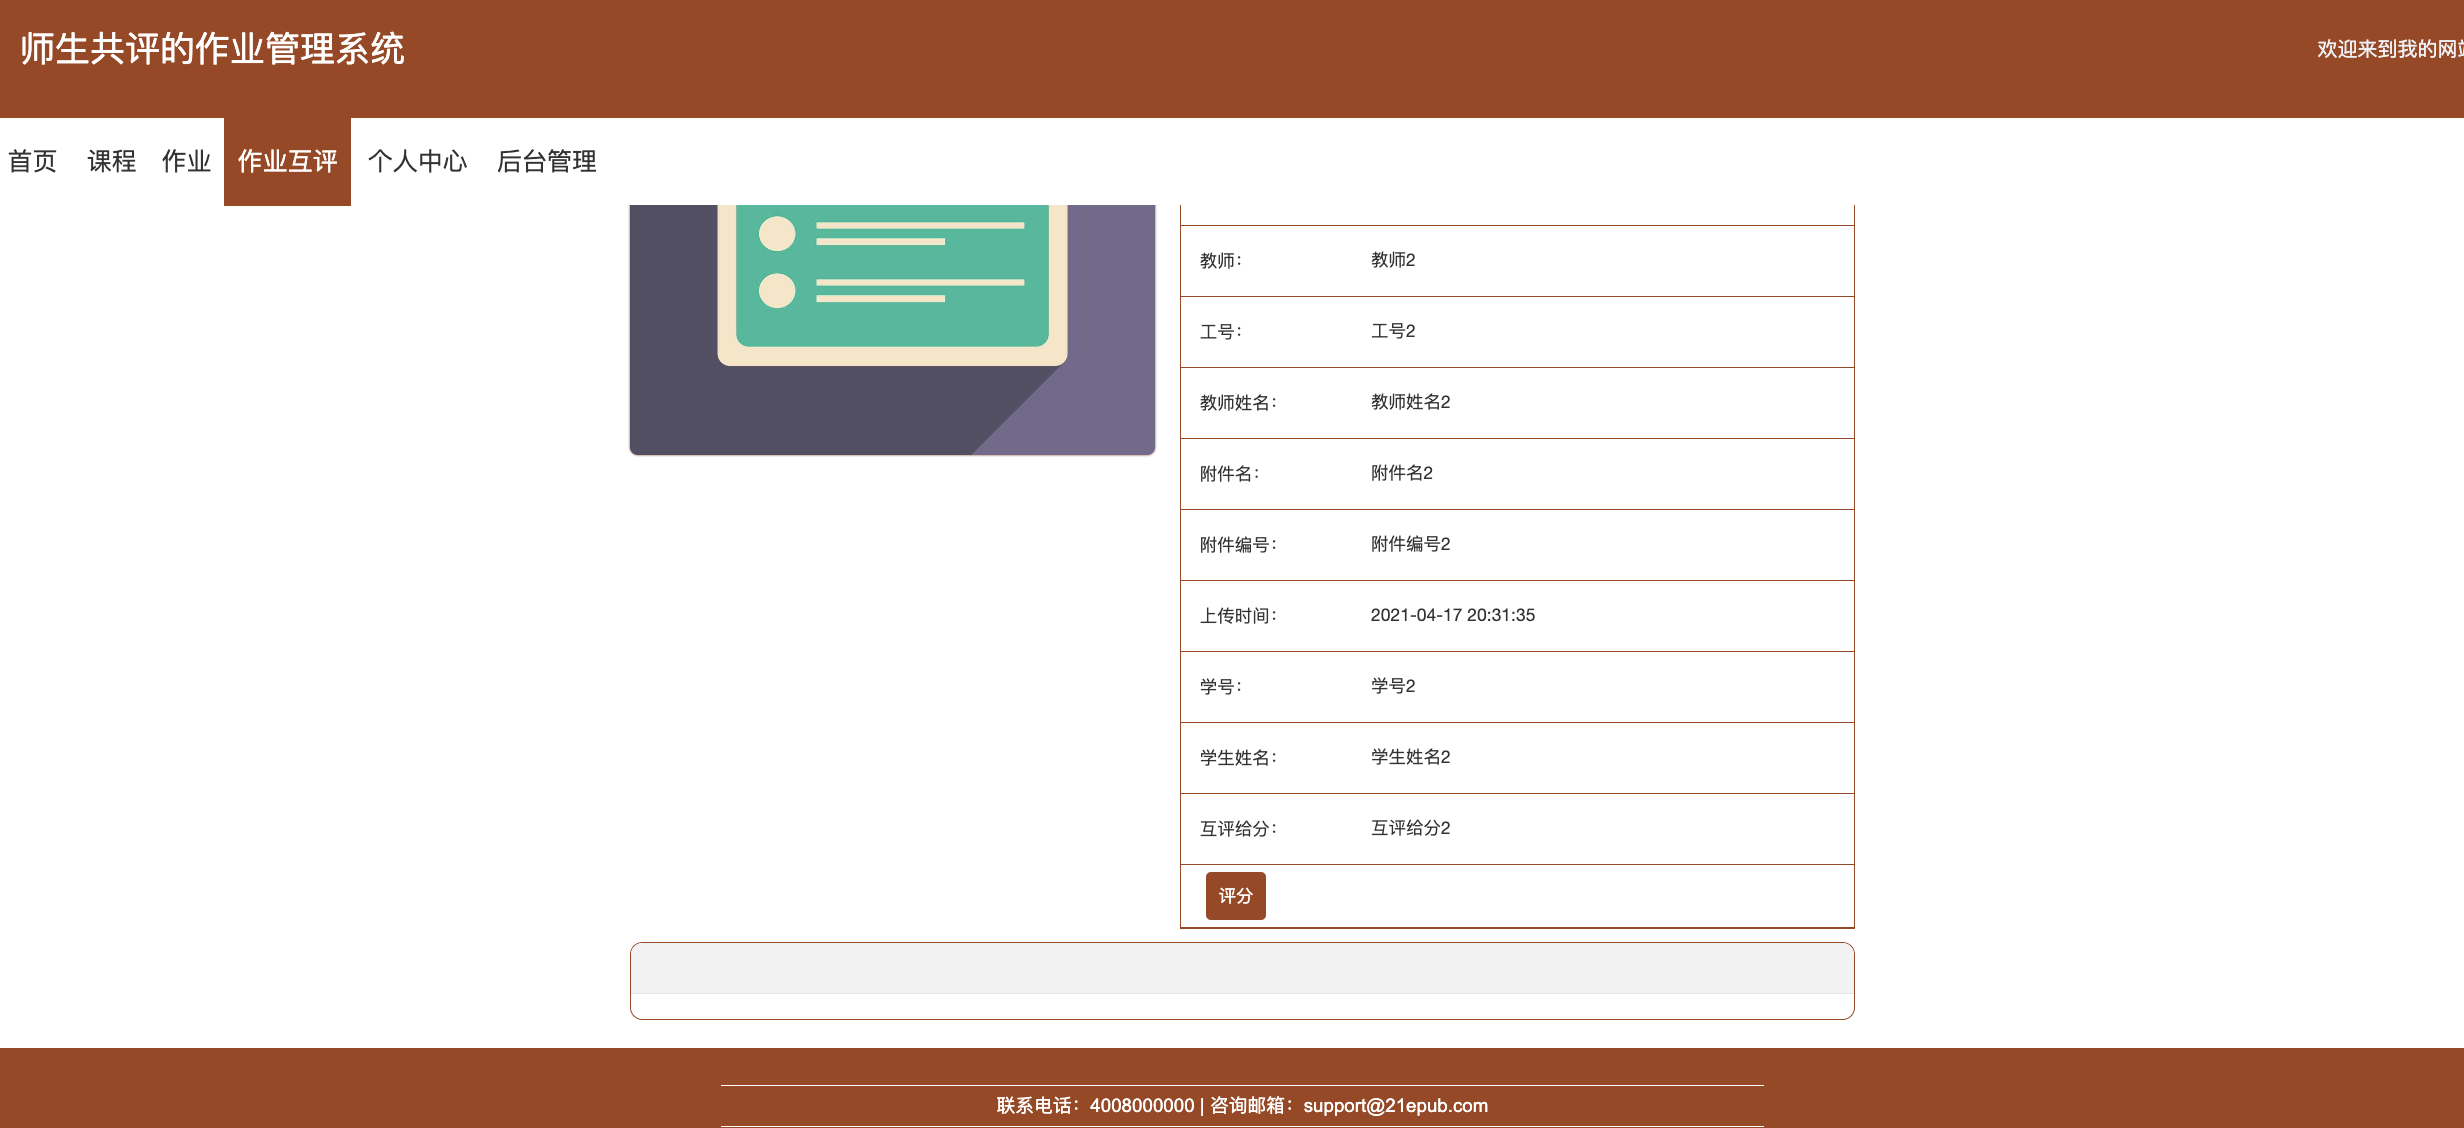 师生共评的作业管理系统
欢迎来到我的网
首页 课程 作业 作业互评 个人中心 后台管理
教师： 教师2
工号： 工号2
教师姓名： 教师姓名2
附件名： 附件名2
附件编号： 附件编号2
上传时间： 2021-04-17 20:31:35
学号： 学号2
学生姓名： 学生姓名2
互评给分： 互评给分2
评分
联系电话：4008000000 | 咨询邮箱：support@21epub.com